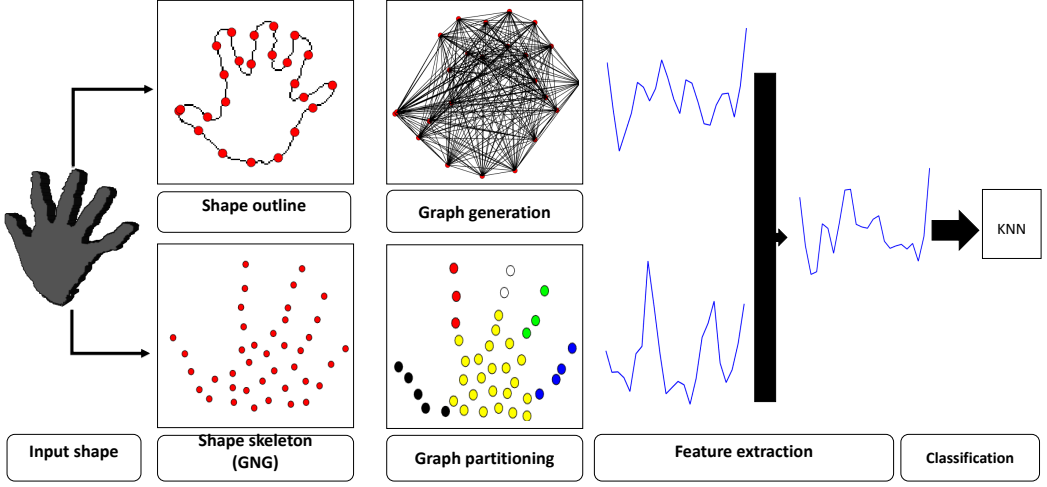 Shape outline
Graph generation
KNN
Input shape
Shape skeleton
(GNG)
Graph partitioning
Feature extraction
Classification